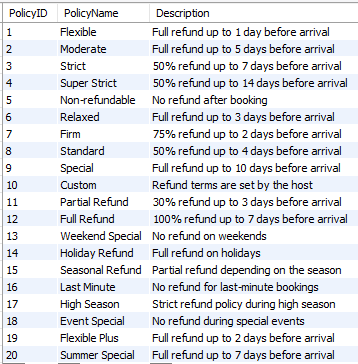 PolicyID PolicyName Description
1 Flexible Full refund up to 1 day before arrival
2 Moderate Full refund up to 5 days before arrival
3 Strict 50% refund up to 7 days before arrival
4 Super Strict 50% refund up to 14 days before arrival
5 Non-refundable No refund after booking
6 Relaxed Full refund up to 3 days before arrival
7 Firm 75% refund up to 2 days before arrival
8 Standard 50% refund up to 4 days before arrival
9 Special Full refund up to 10 days before arrival
10 Custom Refund terms are set by the host
11 Partial Refund 30% refund up to 3 days before arrival
12 Full Refund 100% refund up to 7 days before arrival
13 Weekend Special No refund on weekends
14 Holiday Refund Full refund on holidays
15 Seasonal Refund Partial refund depending on the season
16 Last Minute No refund for last-minute bookings
17 High Season Strict refund policy during high season
18 Event Special No refund during special events
19 Flexible Plus Full refund up to 2 days before arrival
20 Summer Special Full refund up to 7 days before arrival